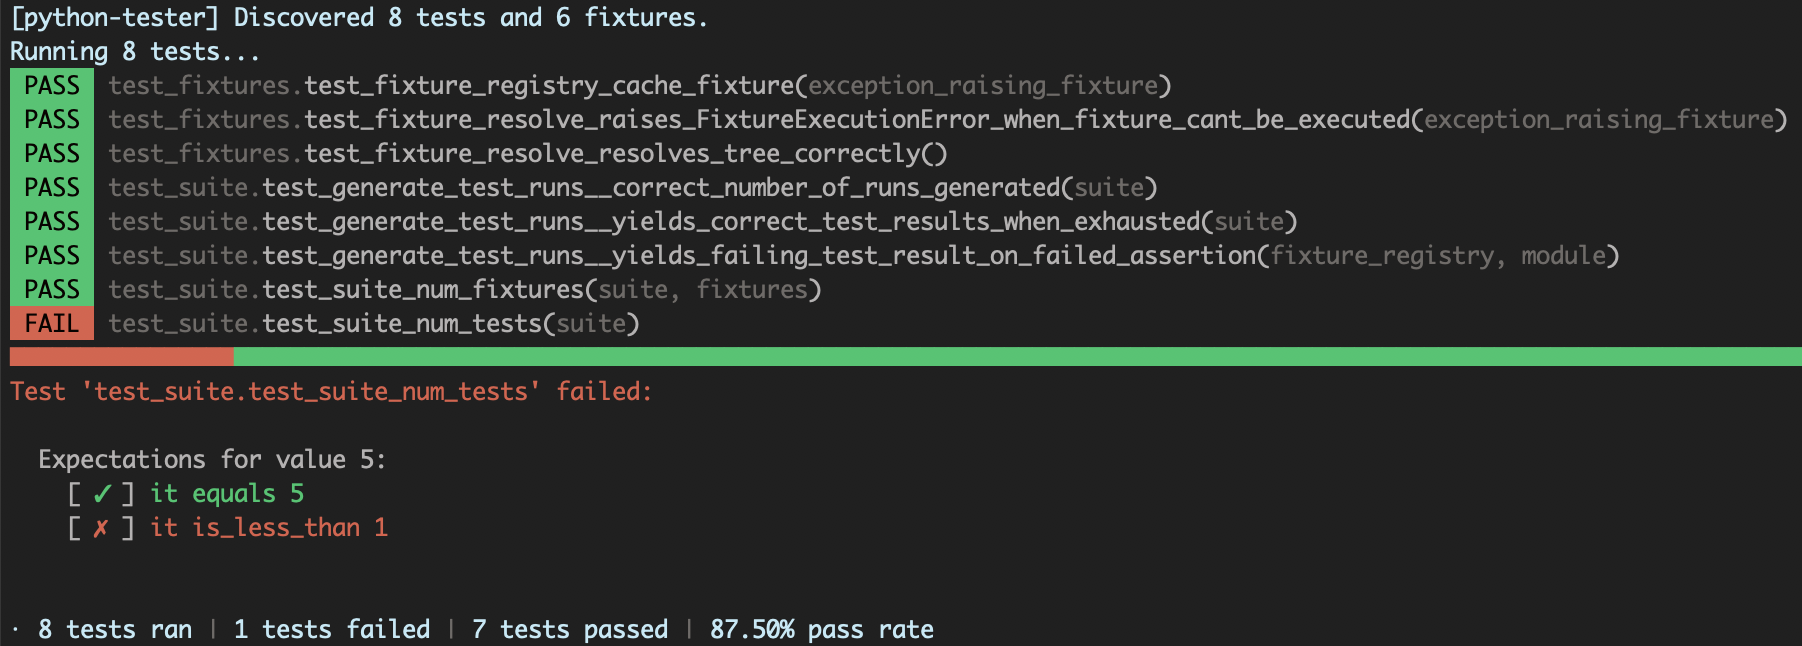 [python-tester] Discovered 8 tests and 6 fixtures.
Running 8 tests...
PASS test_fixtures.test_fixture_registry_cache_fixture(exception_raising_fixture)
PASS test_fixtures.test_fixture_resolve_raises_FixtureExecutionError_when_fixture_cant_be_executed(exception_raising_fixture)
PASS test_fixtures.test_fixture_resolve_resolves_tree_correctly()
PASS test_suite.test_generate_test_runs__correct_number_of_runs_generated(suite)
PASS test_suite.test_generate_test_runs__yields_correct_test_results_when_exhausted(suite)
PASS test_suite.test_generate_test_runs__yields_failing_test_result_on_failed_assertion(fixture_registry, module)
PASS test_suite.test_suite_num_fixtures(suite, fixtures)
FAIL test_suite.test_suite_num_tests(suite)
Test 'test_suite.test_suite_num_tests' failed:
Expectations for value 5:
[ ✓ ] it equals 5
[ ✗ ] it is_less_than 1
· 8 tests ran | 1 tests failed | 7 tests passed | 87.50% pass rate